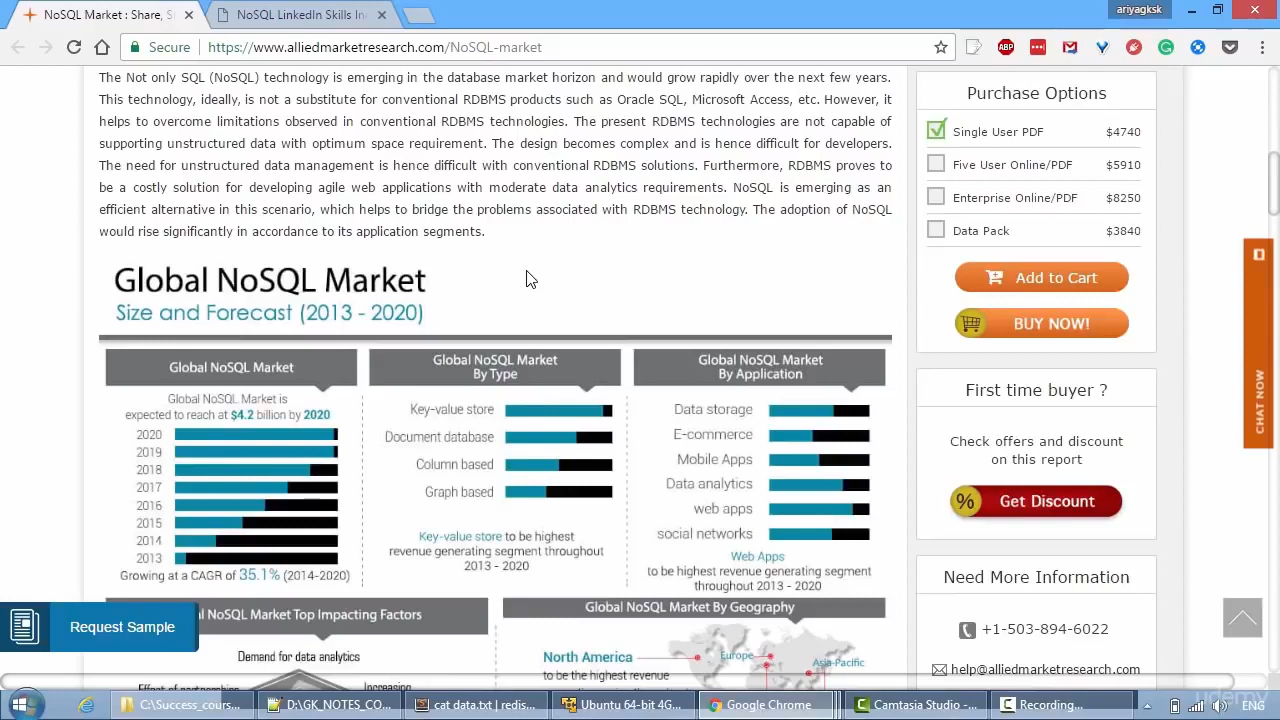 NoSQL Market : Share, S
NoSQL LinkedIn Skills In
ariyagksk
Secure
https://www.alliedmarketresearch.com/NoSQL-market
ABP
The Not only SQL (NoSQL) technology is emerging in the database market horizon and would grow rapidly over the next few years.
This technology, ideally, is not a substitute for conventional RDBMS products such as Oracle SQL, Microsoft Access, etc. However, it
helps to overcome limitations observed in conventional RDBMS technologies. The present RDBMS technologies are not capable of
supporting unstructured data with optimum space requirement. The design becomes complex and is hence difficult for developers.
The need for unstructured data management is hence difficult with conventional RDBMS solutions. Furthermore, RDBMS proves to
be a costly solution for developing agile web applications with moderate data analytics requirements. NoSQL is emerging as an
efficient alternative in this scenario, which helps to bridge the problems associated with RDBMS technology. The adoption of NoSQL
would rise significantly in accordance to its application segments.
Global NoSQL Market
Size and Forecast (2013 - 2020)
Global NoSQL Market
Global NoSQL Market is
expected to reach at $4.2 billion by 2020
2020
2019
2018
2017
2016
2015
2014
2013
Growing at a CAGR of 35.1% (2014-2020)
Global NoSQL Market
By Type
Key-value store
Document database
Column based
Graph based
Key-value store to be highest
revenue generating segment throughout
2013 - 2020
Global NoSQL Market
By Application
Data storage
E-commerce
Mobile Apps
Data analytics
web apps
social networks
Web Apps
to be highest revenue generating segment
throughout 2013 - 2020
l NoSQL Market Top Impacting Factors
Demand for data analytics
Effect of partnerships
Increasing
Global NoSQL Market By Geography
North America
to be the highest revenue
Europe
Asia-Pacific
Request Sample
Purchase Options
Single User PDF $4740
Five User Online/PDF $5910
Enterprise Online/PDF $8250
Data Pack $3840
Add to Cart
BUY NOW!
First time buyer ?
Check offers and discount
on this report
% Get Discount
Need More Information
+1-503-894-6022
help@alliedmarketresearch.com
CHAT NOW
C:\Success_cours...
D:\GK_NOTES_CO...
cat data.txt | redis...
Ubuntu 64-bit 4G...
Google Chrome
Camtasia Studio -...
Recording...
ENG
udemy